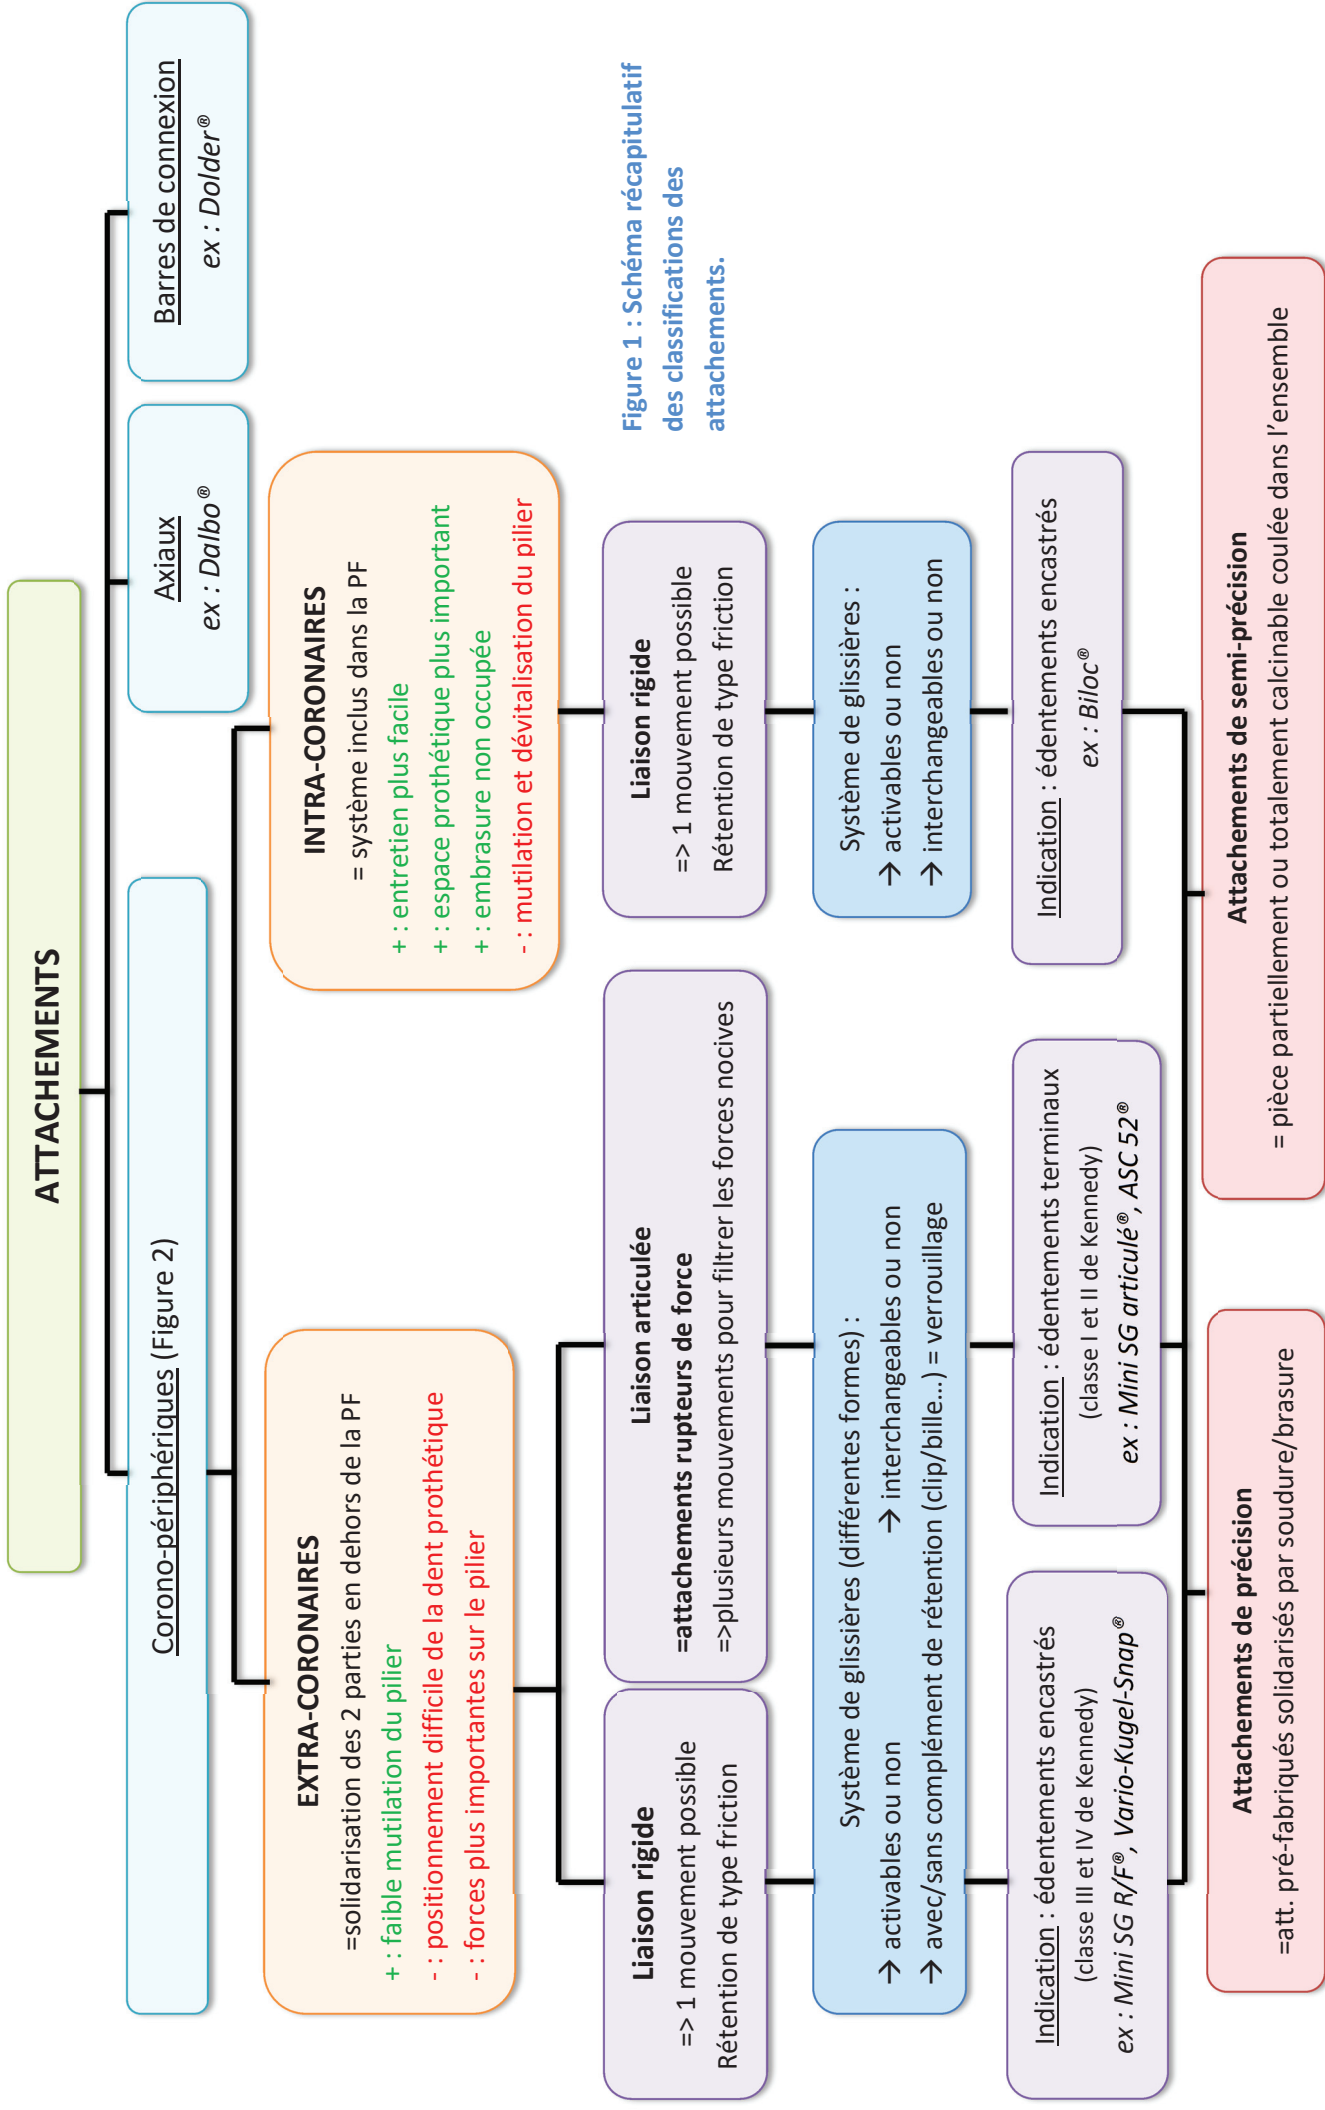 ATTACHEMENTS
Corono-périphériques (Figure 2)
Axiaux
ex : Dalbo®
Barres de connexion
ex : Dolder®
EXTRA-CORONAIRES
=solidarisation des 2 parties en dehors de la PF
+ : faible mutilation du pilier
- : positionnement difficile de la dent prothétique
- : forces plus importantes sur le pilier
INTRA-CORONAIRES
= système inclus dans la PF
+ : entretien plus facile
+ : espace prothétique plus important
+ : embrasure non occupée
- : mutilation et dévitalisation du pilier
Liaison rigide
=> 1 mouvement possible
Rétention de type friction
Liaison articulée
=attachements rupteurs de force
=>plusieurs mouvements pour filtrer les forces nocives
Liaison rigide
=> 1 mouvement possible
Rétention de type friction
Figure 1 : Schéma récapitulatif
des classifications des
attachements.
Système de glissières (différentes formes) :
→ activables ou non → interchangeables ou non
→ avec/sans complément de rétention (clip/bille…) = verrouillage
Système de glissières :
→ activables ou non
→ interchangeables ou non
Indication : édentements encastrés
(classe III et IV de Kennedy)
ex : Mini SG R/F®, Vario-Kugel-Snap®
Indication : édentements terminaux
(classe I et II de Kennedy)
ex : Mini SG articulé®, ASC 52®
Indication : édentements encastrés
ex : Biloc®
Attachements de précision
=att. pré-fabriqués solidarisés par soudure/brasure
Attachements de semi-précision
= pièce partiellement ou totalement calcinable coulée dans l'ensemble